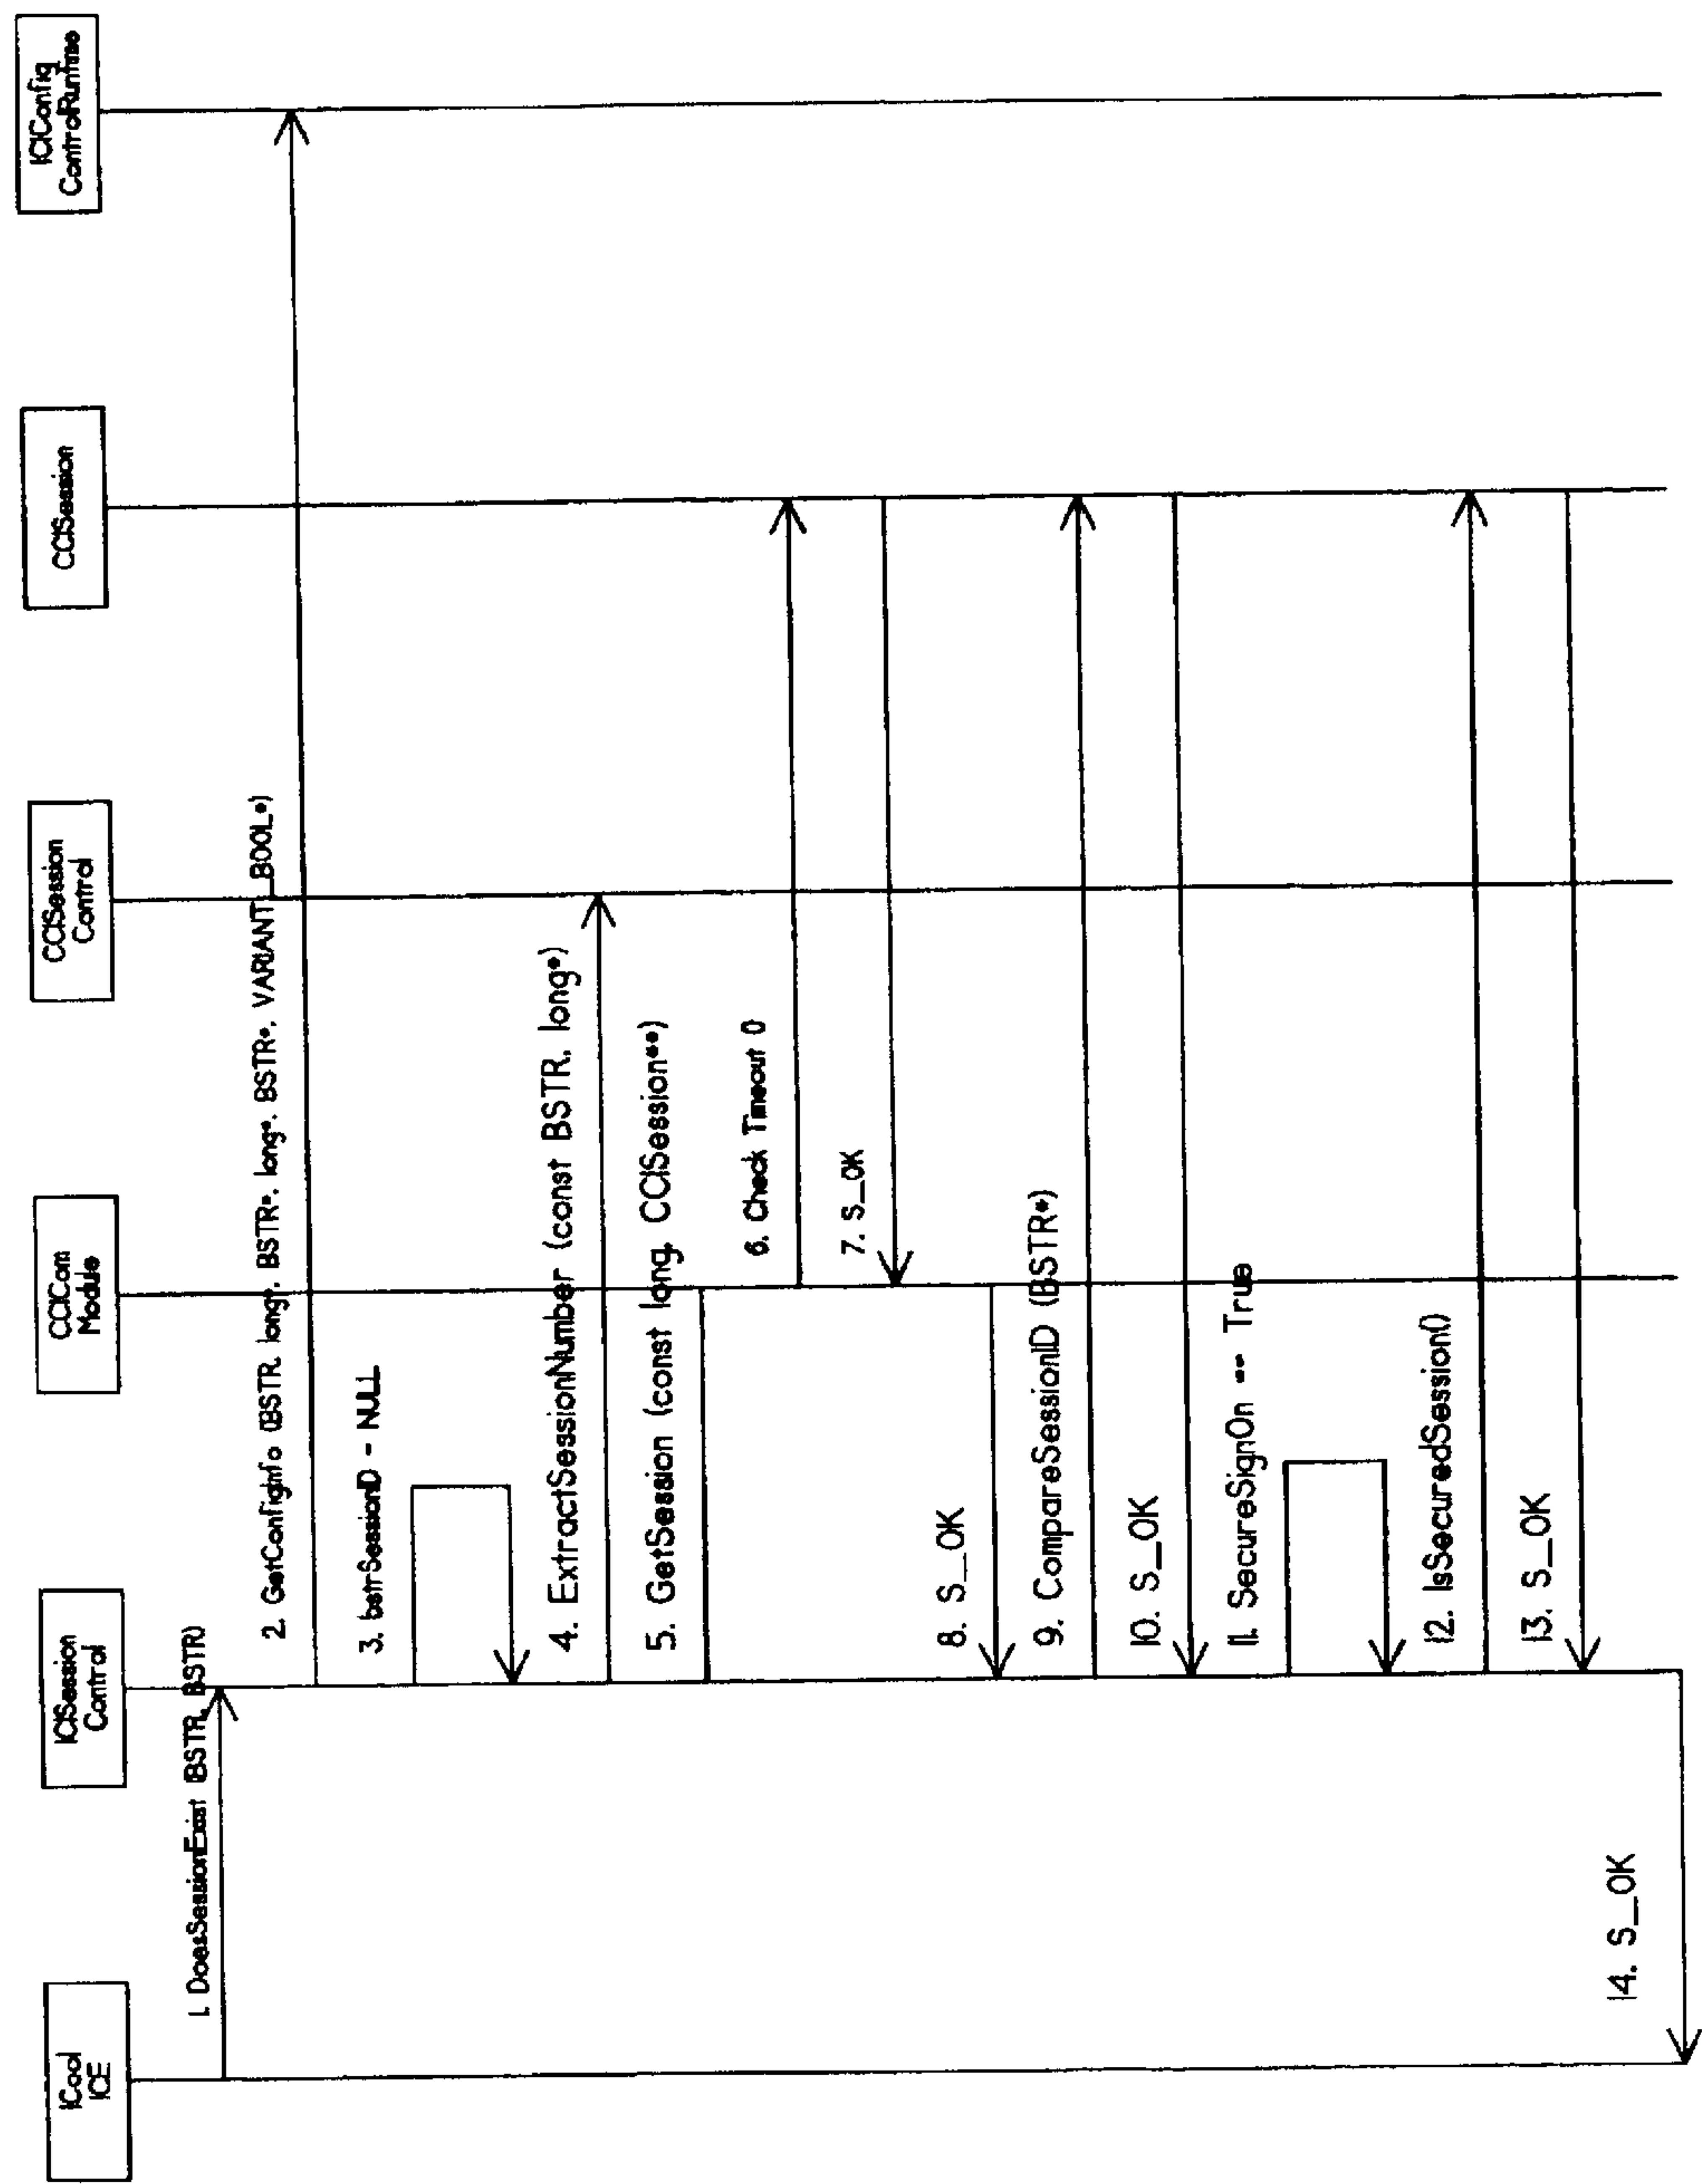 ICool
ICE
ICISession
Control
CCICom
Module
CCISession
Control
CCISession
ICIConfig
ControlRuntime
1. DoesSessionExist (BSTR, BSTR)
2. GetConfigInfo (BSTR, long*, BSTR*, long*, BSTR*, VARIANT_BOOL*)
3. bstrSessionID - NULL
4. ExtractSessionNumber (const BSTR, long*)
5. GetSession (const long, CCISession**)
6. Check Timeout 0
7. S_OK
8. S_OK
9. CompareSessionID (BSTR*)
10. S_OK
11. SecureSignOn == True
12. IsSecuredSession()
13. S_OK
14. S_OK